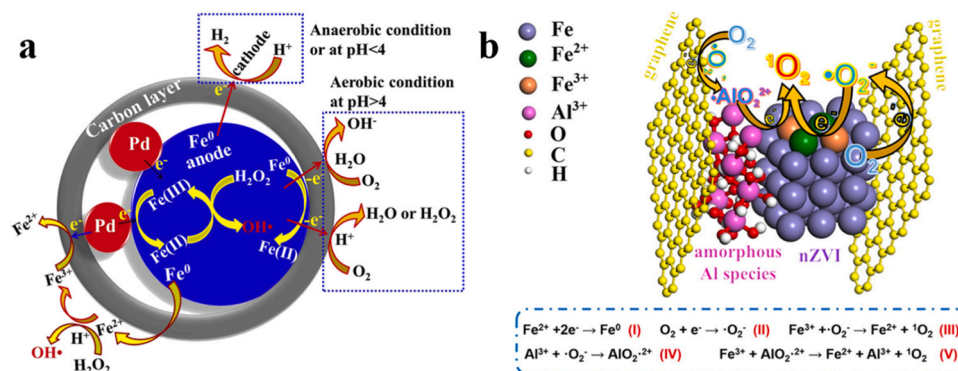 a
H₂
H⁺
cathode
e⁻
Anaerobic condition
or at pH<4
Aerobic condition
at pH>4
Carbon layer
Pd
e⁻
Fe⁰
anode
Fe⁰
e⁻
OH⁻
H₂O
O₂
Fe(III)
H₂O₂
Fe²⁺
e⁻
Pd
e
OH•
e⁻
H₂O or H₂O₂
H⁺
O₂
Fe(II)
Fe(II)
Fe³⁺
Fe⁰
Fe²⁺
H⁺
OH•
H₂O₂
b
Fe
Fe²⁺
Fe³⁺
Al³⁺
O
C
H
graphene
O₂
¹O₂
•O₂⁻
graphene
•AlO₂²⁺
e⁻
e⁻
e⁻
O₂
amorphous
Al species
nZVI
Fe²⁺ +2e⁻ → Fe⁰ (I) O₂ + e⁻ → ·O₂⁻ (II) Fe³⁺ +·O₂⁻ → Fe²⁺ + ¹O₂ (III)
Al³⁺ + ·O₂⁻ → AlO₂·²⁺ (IV) Fe³⁺ + AlO₂·²⁺ → Fe²⁺ + Al³⁺ + ¹O₂ (V)